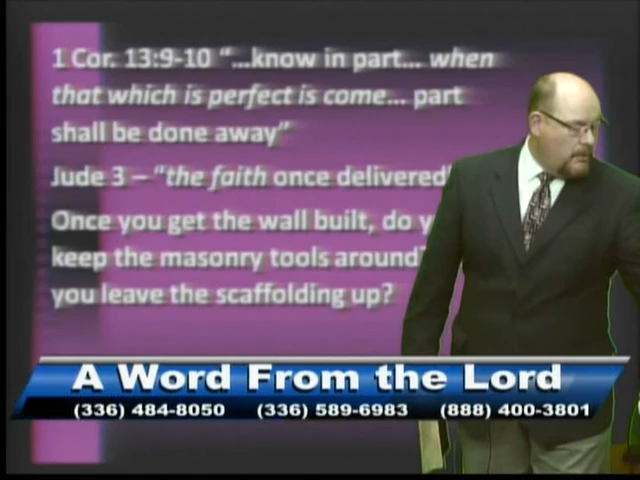 1 Cor. 13:9-10 "...know in part... when
that which is perfect is come... part
shall be done away"
Jude 3 – "the faith once delivered"
Once you get the wall built, do
keep the masonry tools around?
you leave the scaffolding up?
A Word From the Lord
(336) 484-8050 (336) 589-6983 (888) 400-3801